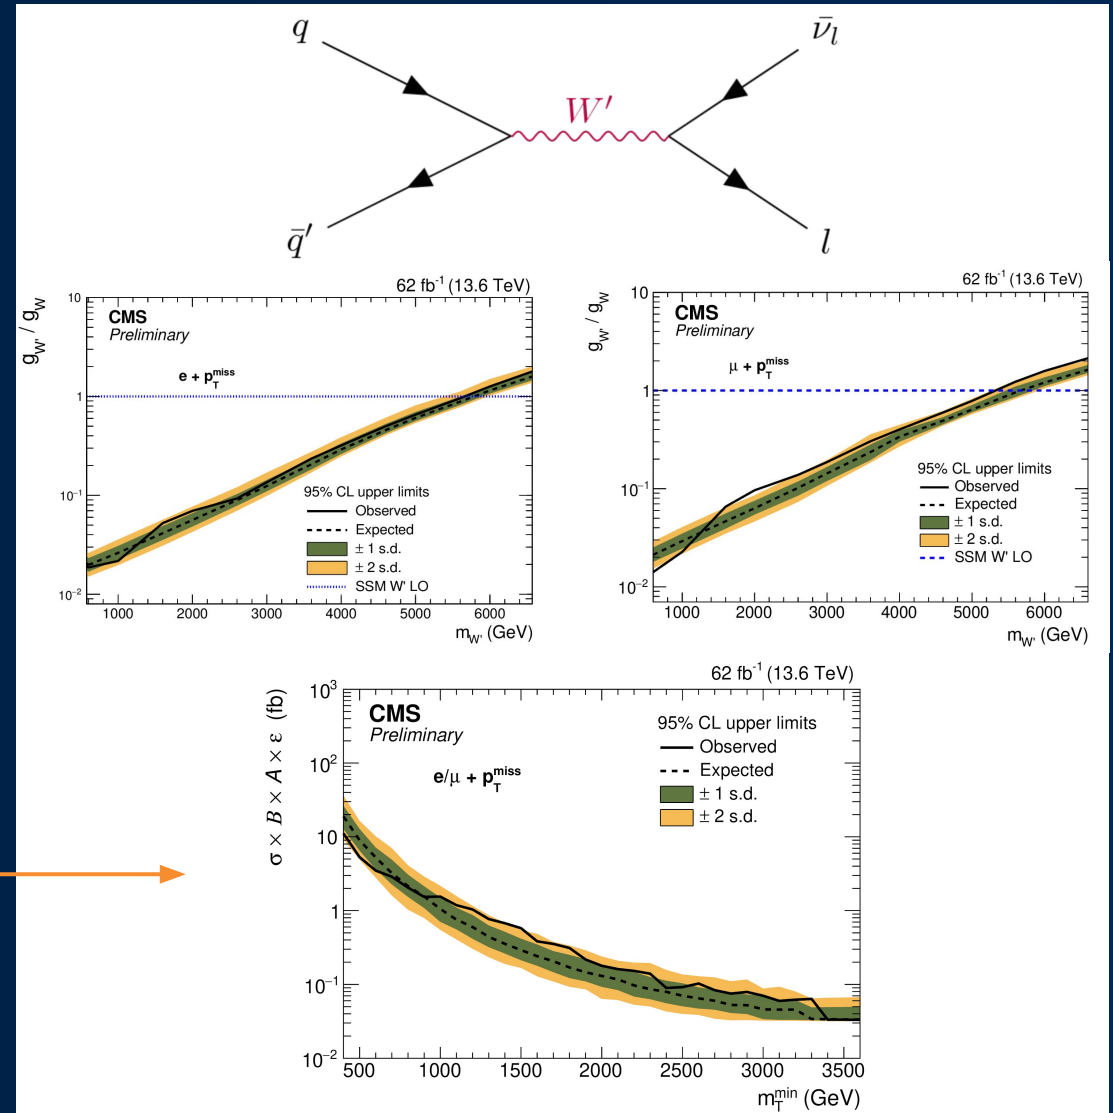 q
ν̄_l
W′
q̄′
l
62 fb⁻¹ (13.6 TeV)
CMS
Preliminary
e + p_T^miss
g_W' / g_W
10
1
10⁻¹
10⁻²
95% CL upper limits
Observed
Expected
± 1 s.d.
± 2 s.d.
SSM W' LO
1000 2000 3000 4000 5000 6000
m_W' (GeV)
62 fb⁻¹ (13.6 TeV)
CMS
Preliminary
μ + p_T^miss
g_W' / g_W
10
1
10⁻¹
10⁻²
95% CL upper limits
Observed
Expected
± 1 s.d.
± 2 s.d.
SSM W' LO
1000 2000 3000 4000 5000 6000
m_W' (GeV)
62 fb⁻¹ (13.6 TeV)
CMS
Preliminary
e/μ + p_T^miss
σ × B × A × ε (fb)
10³
10²
10
1
10⁻¹
10⁻²
95% CL upper limits
Observed
Expected
± 1 s.d.
± 2 s.d.
500 1000 1500 2000 2500 3000 3500
m_T^min (GeV)